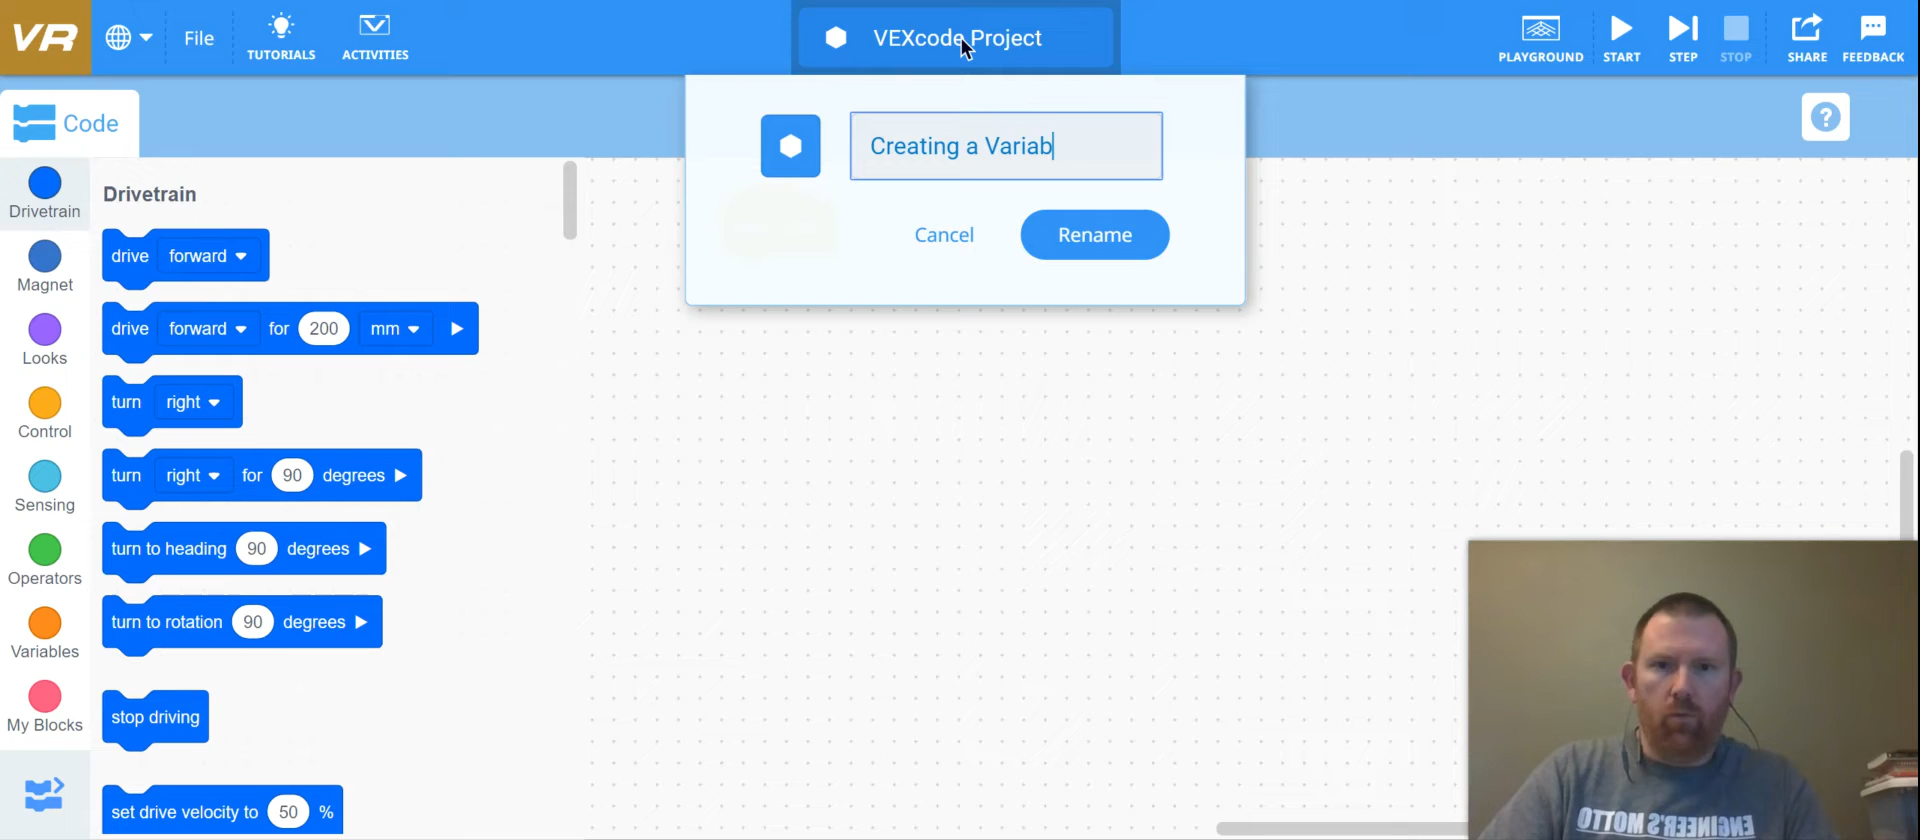 VR
File
TUTORIALS
ACTIVITIES
VEXcode Project
PLAYGROUND
START
STEP
STOP
SHARE
FEEDBACK
Code
?
Creating a Variab
Cancel
Rename
Drivetrain
Magnet
Looks
Control
Sensing
Operators
Variables
My Blocks
Drivetrain
drive forward
drive forward for 200 mm
turn right
turn right for 90 degrees
turn to heading 90 degrees
turn to rotation 90 degrees
stop driving
set drive velocity to 50 %
ENGINEER'S MOTTO